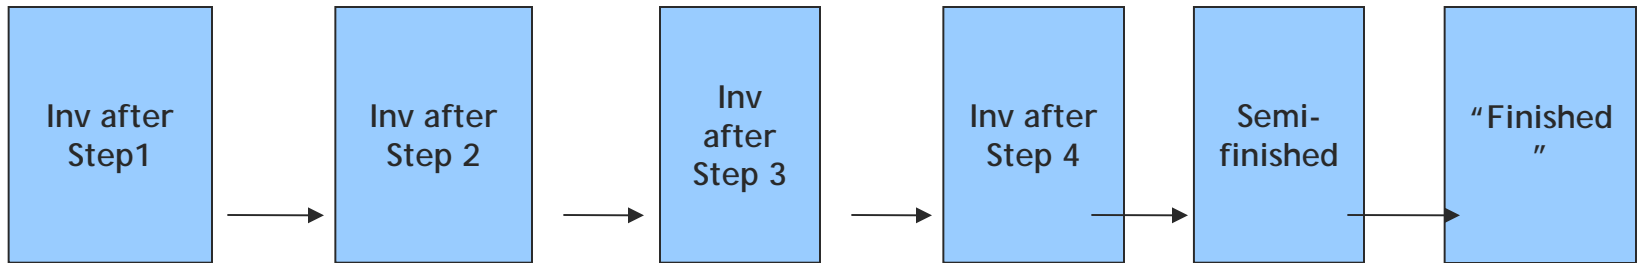 Inv after
Step1
Inv after
Step 2
Inv
after
Step 3
Inv after
Step 4
Semi-
finished
“Finished
”